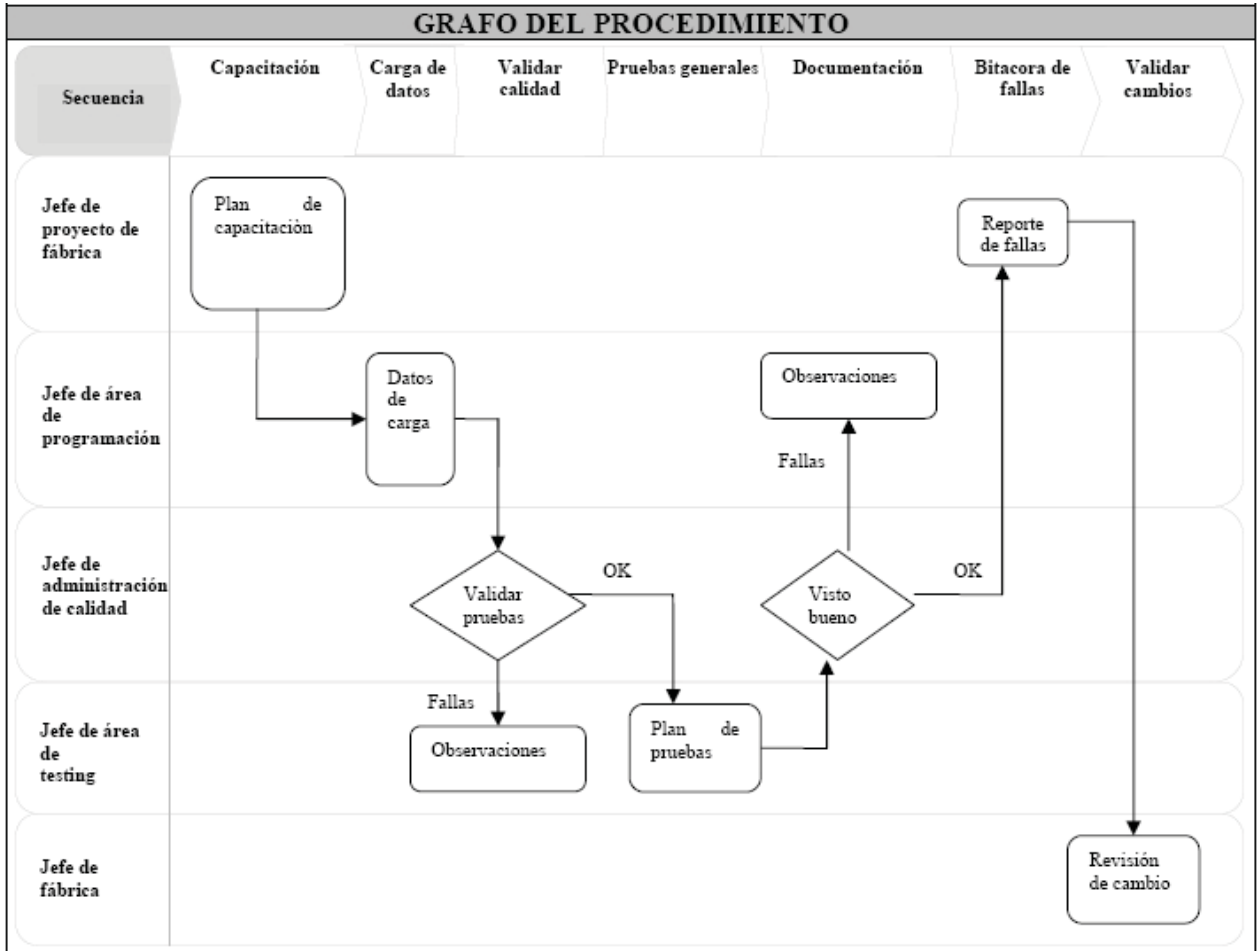 GRAFO DEL PROCEDIMIENTO
Secuencia
Capacitación
Carga de
datos
Validar
calidad
Pruebas generales
Documentación
Bitacora de
fallas
Validar
cambios
Jefe de
proyecto de
fábrica
Plan de
capacitación
Reporte
de fallas
Jefe de área
de
programación
Datos
de
carga
Observaciones
Fallas
Jefe de
administración
de calidad
Validar
pruebas
OK
Visto
bueno
OK
Jefe de área
de
testing
Fallas
Observaciones
Plan de
pruebas
Jefe de
fábrica
Revisión
de cambio